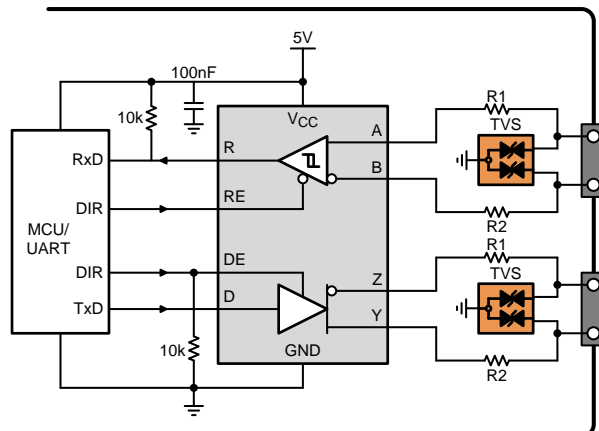 5V
100nF
10k
VCC
R1
TVS
A
R
RxD
B
RE
DIR
R2
MCU/
UART
R1
TVS
DE
DIR
Z
D
TxD
Y
GND
10k
R2